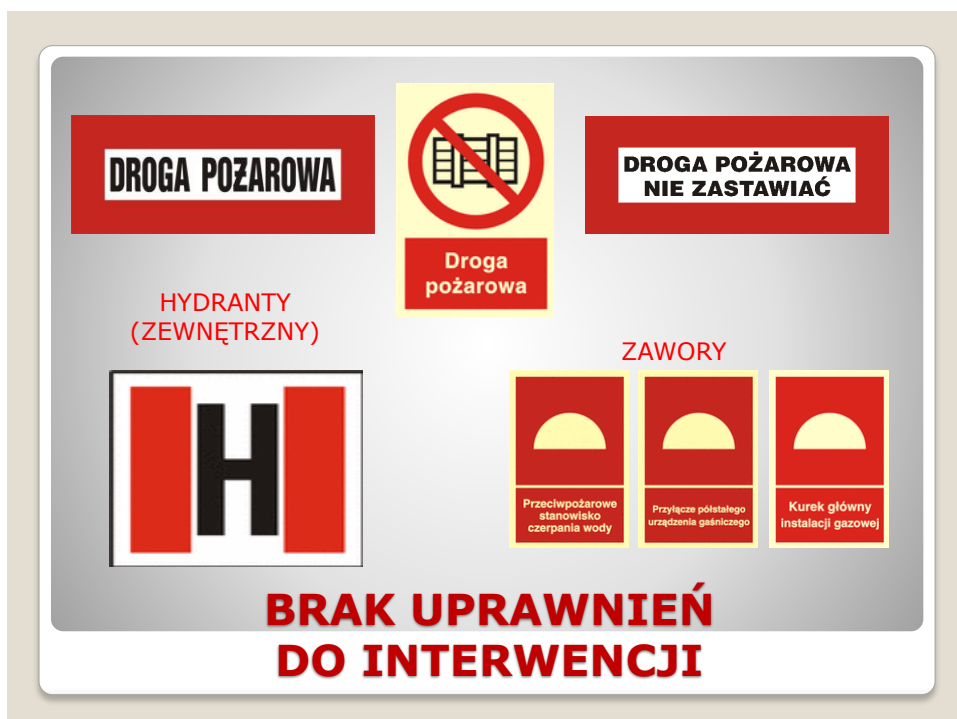 DROGA POŻAROWA
Droga
pożarowa
DROGA POŻAROWA
NIE ZASTAWIAĆ
HYDRANTY
(ZEWNĘTRZNY)
H
ZAWORY
Przeciwpożarowe
stanowisko
czerpania wody
Przyłącze półstałego
urządzenia gaśniczego
Kurek główny
instalacji gazowej
BRAK UPRAWNIEŃ
DO INTERWENCJI